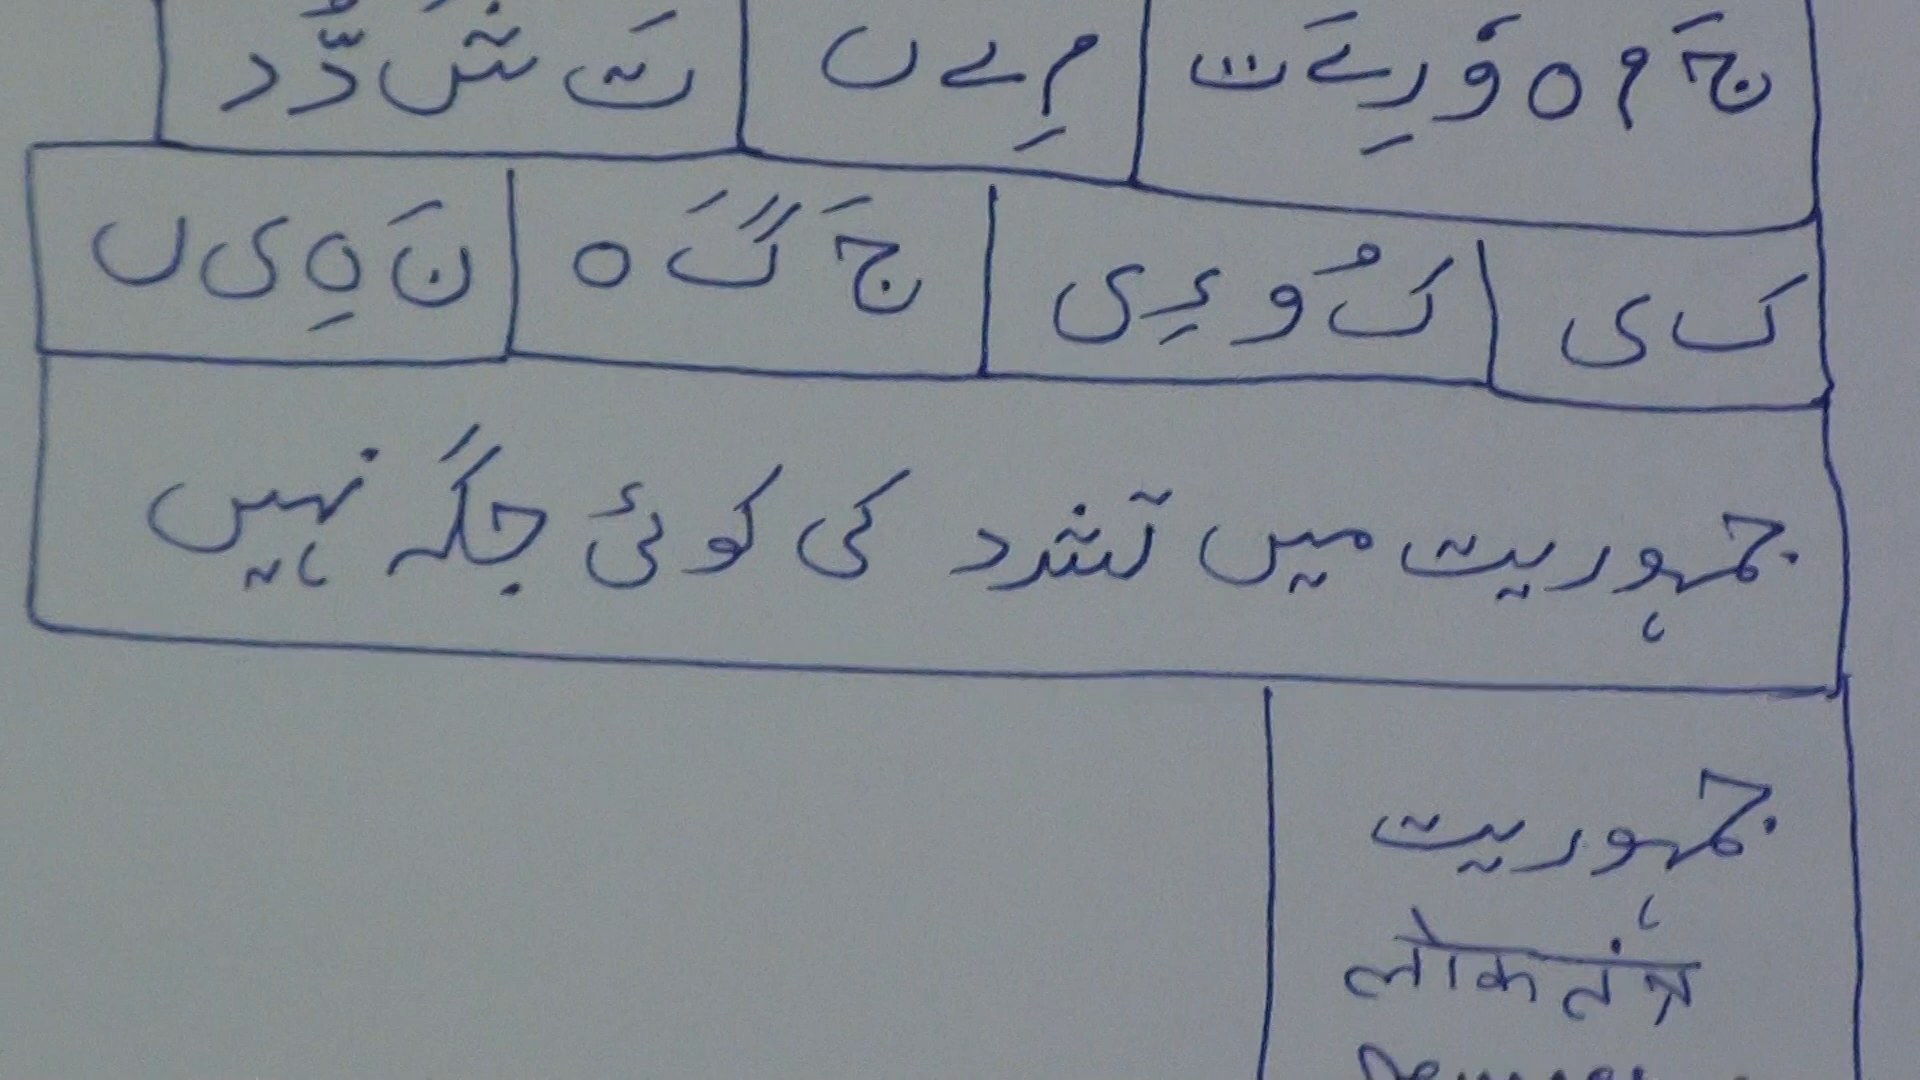 جَ م ہ وَ رِ ےَ ت مِ ے ں تَ شَ دُّ د
ک ی کُ و ءِ ی جَ گَ ہ نَ ہِ ی ں
جمہوریت میں تشدد کی کوئی جگہ نہیں
جمہوریت
लोकतंत्र